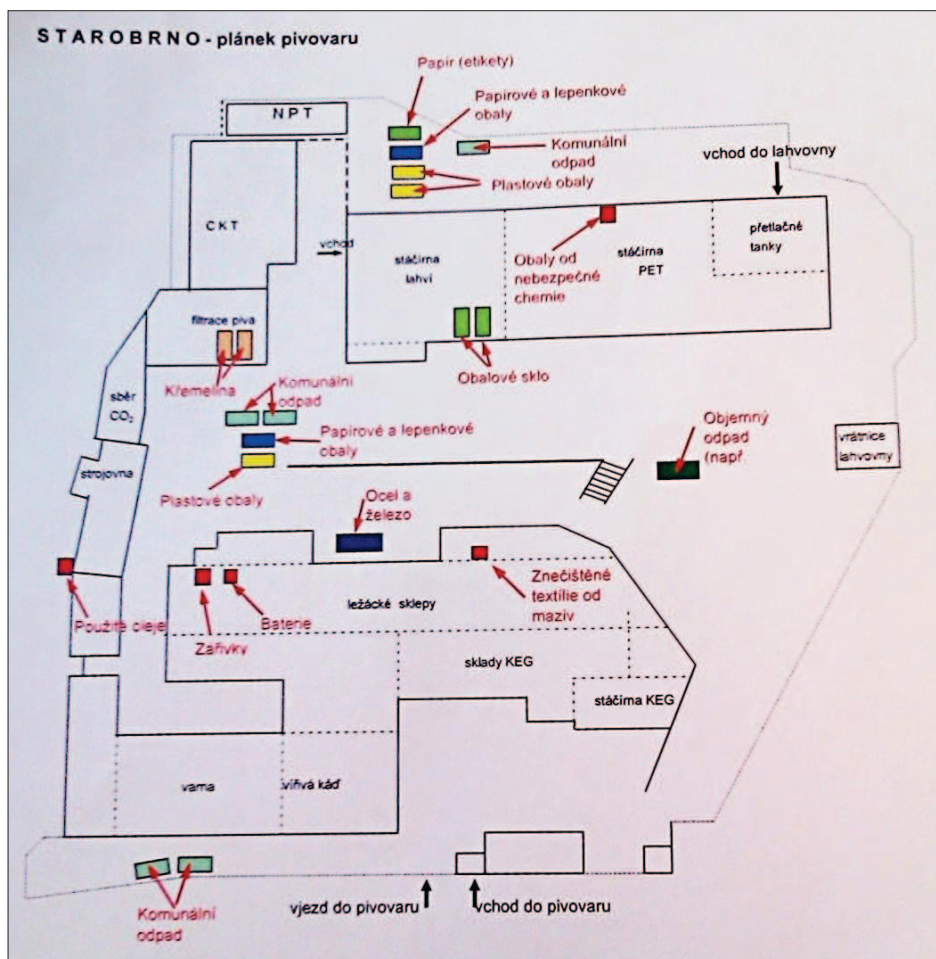 STAROBRNO - plánek pivovaru
Papír (etikety)
Papírové a lepenkové
obaly
NPT
Komunální
odpad
vchod do lahvovny
Plastové obaly
CKT
vchod
stáčírna
lahví
Obaly od
nebezpečné
chemie
stáčírna
PET
přetlačné
tanky
filtrace piva
Obalové sklo
Křemelina
Komunální
odpad
sběr
CO₂
Papírové a lepenkové
obaly
Objemný
odpad
(např.
vrátnice
lahvovny
strojovna
Plastové obaly
Ocel a
železo
Použité oleje
Zářivky
Baterie
ležácké sklepy
Znečištěné
textílie od
maziv
sklady KEG
stáčírna KEG
varna
vířivá káď
Komunální
odpad
vjezd do pivovaru
vchod do pivovaru